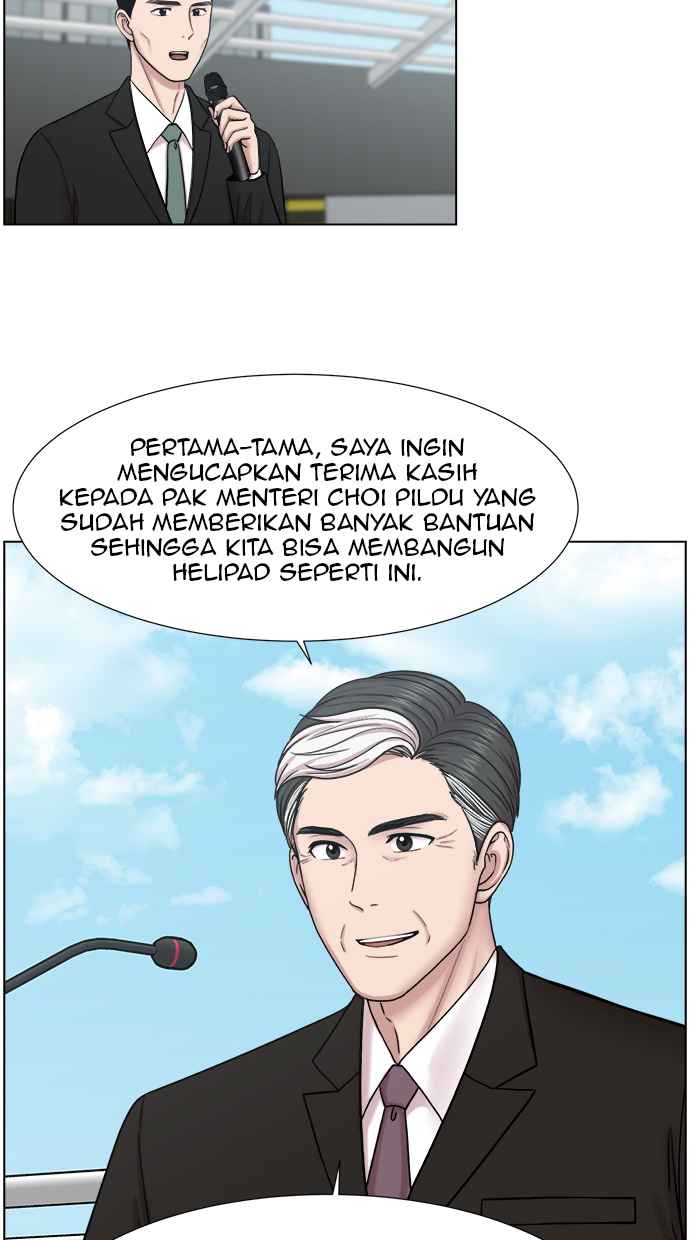 PERTAMA-TAMA, SAYA INGIN
MENGUCAPKAN TERIMA KASIH
KEPADA PAK MENTERI CHOI PILDU YANG
SUDAH MEMBERIKAN BANYAK BANTUAN
SEHINGGA KITA BISA MEMBANGUN
HELIPAD SEPERTI INI.